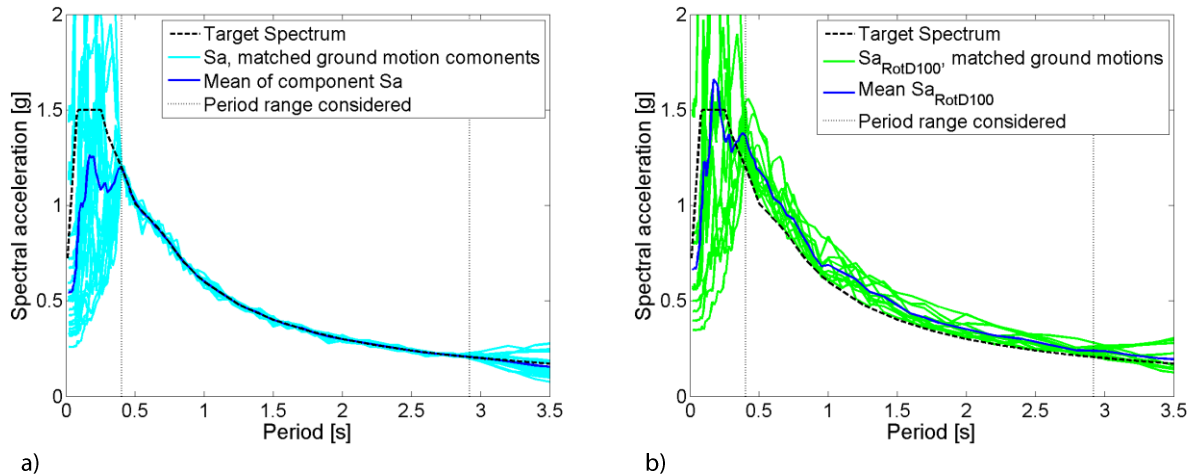 2
1.5
1
0.5
0
Spectral acceleration [g]
Target Spectrum
Sa, matched ground motion comonents
Mean of component Sa
Period range considered
0 0.5 1 1.5 2 2.5 3 3.5
Period [s]
a)
2
1.5
1
0.5
0
Spectral acceleration [g]
Target Spectrum
Sa_RotD100, matched ground motions
Mean Sa_RotD100
Period range considered
0 0.5 1 1.5 2 2.5 3 3.5
Period [s]
b)